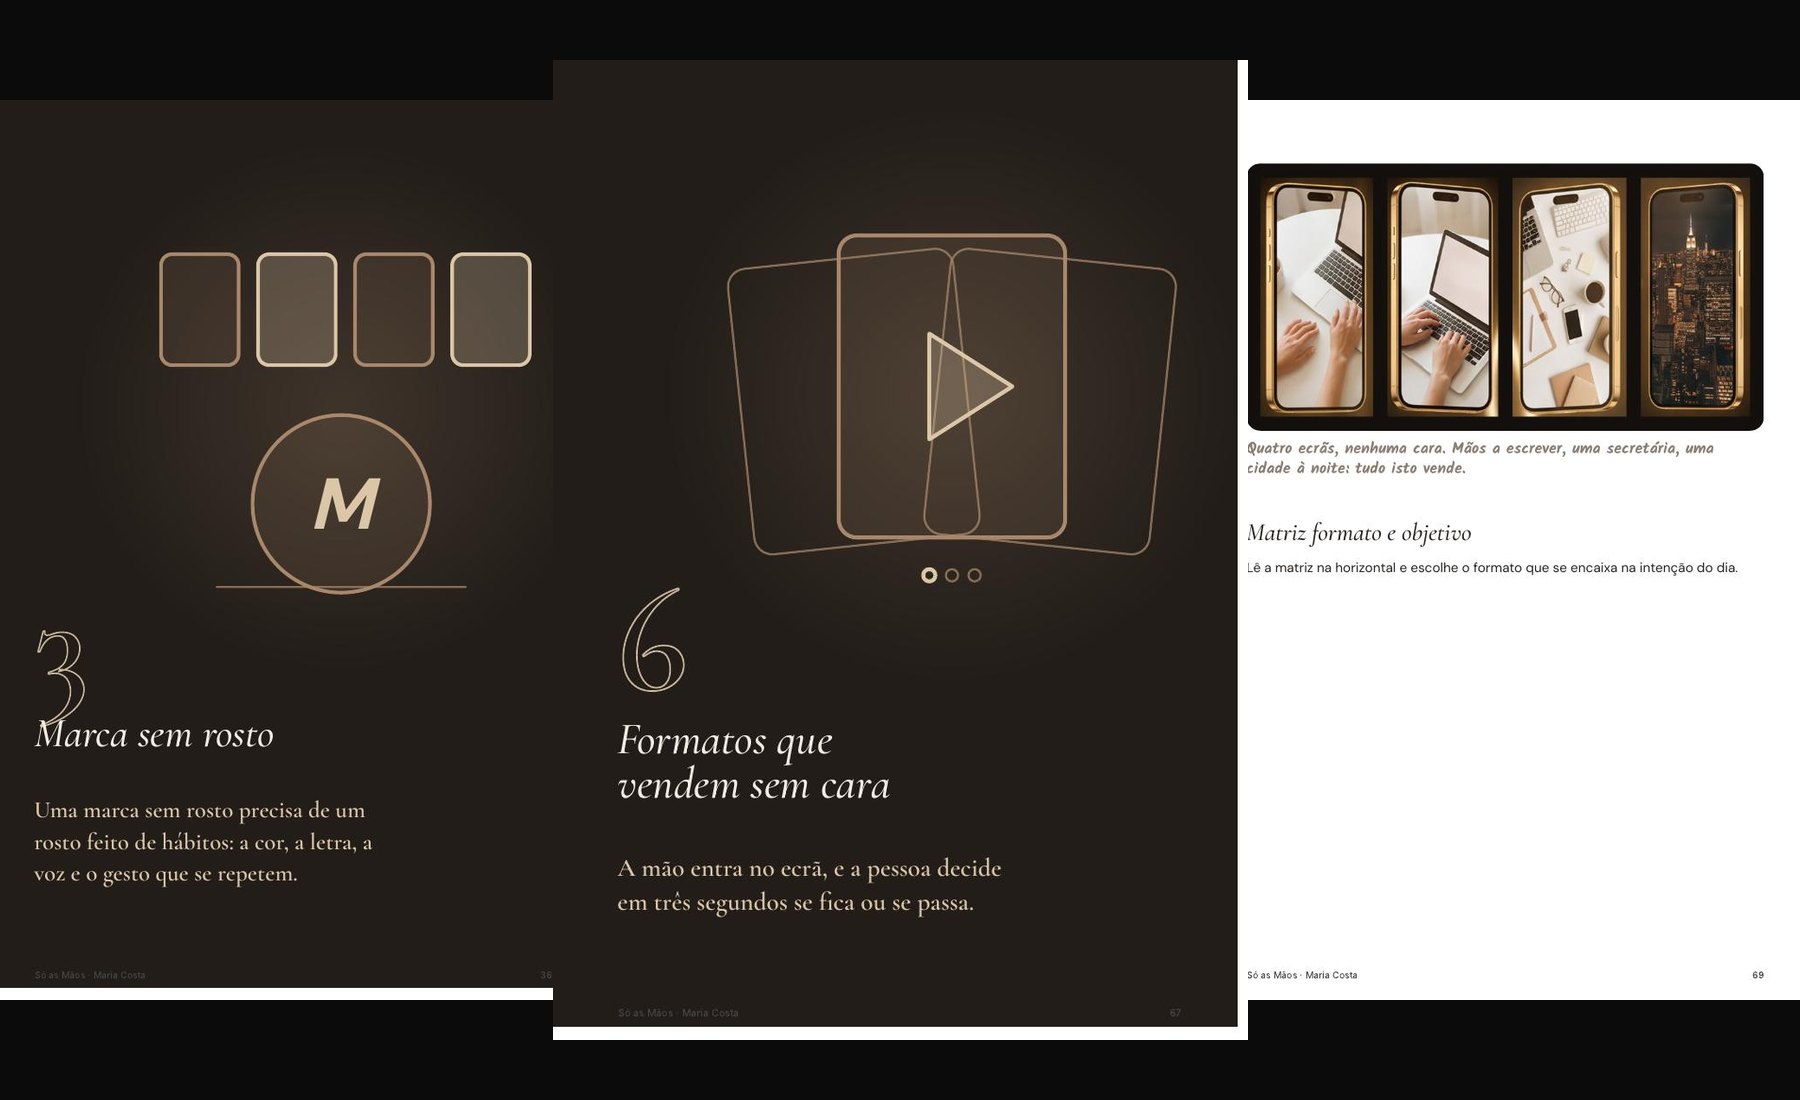 M
3
Marca sem rosto
Uma marca sem rosto precisa de um
rosto feito de hábitos: a cor, a letra, a
voz e o gesto que se repetem.
Só as Mãos · Maria Costa
36
6
Formatos que
vendem sem cara
A mão entra no ecrã, e a pessoa decide
em três segundos se fica ou se passa.
Só as Mãos · Maria Costa
67
Quatro ecrãs, nenhuma cara. Mãos a escrever, uma secretária, uma
cidade à noite: tudo isto vende.
Matriz formato e objetivo
Lê a matriz na horizontal e escolhe o formato que se encaixa na intenção do dia.
Só as Mãos · Maria Costa
69